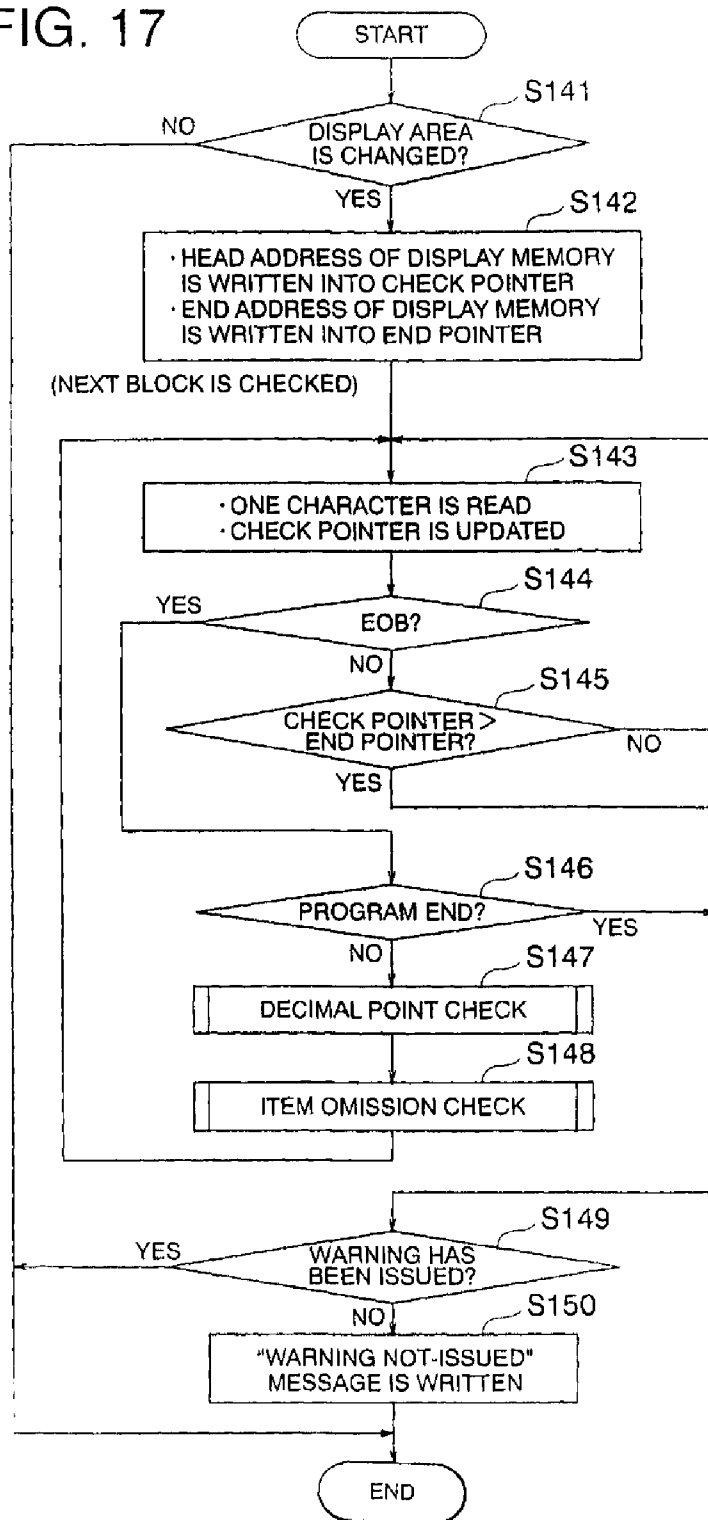 FIG. 17
START
S141
NO
DISPLAY AREA
IS CHANGED?
YES
S142
· HEAD ADDRESS OF DISPLAY MEMORY
IS WRITTEN INTO CHECK POINTER
· END ADDRESS OF DISPLAY MEMORY
IS WRITTEN INTO END POINTER
(NEXT BLOCK IS CHECKED)
S143
· ONE CHARACTER IS READ
· CHECK POINTER IS UPDATED
S144
YES
EOB?
NO
S145
CHECK POINTER >
END POINTER?
NO
YES
S146
PROGRAM END?
YES
NO
S147
DECIMAL POINT CHECK
S148
ITEM OMISSION CHECK
S149
YES
WARNING HAS
BEEN ISSUED?
NO
S150
"WARNING NOT-ISSUED"
MESSAGE IS WRITTEN
END